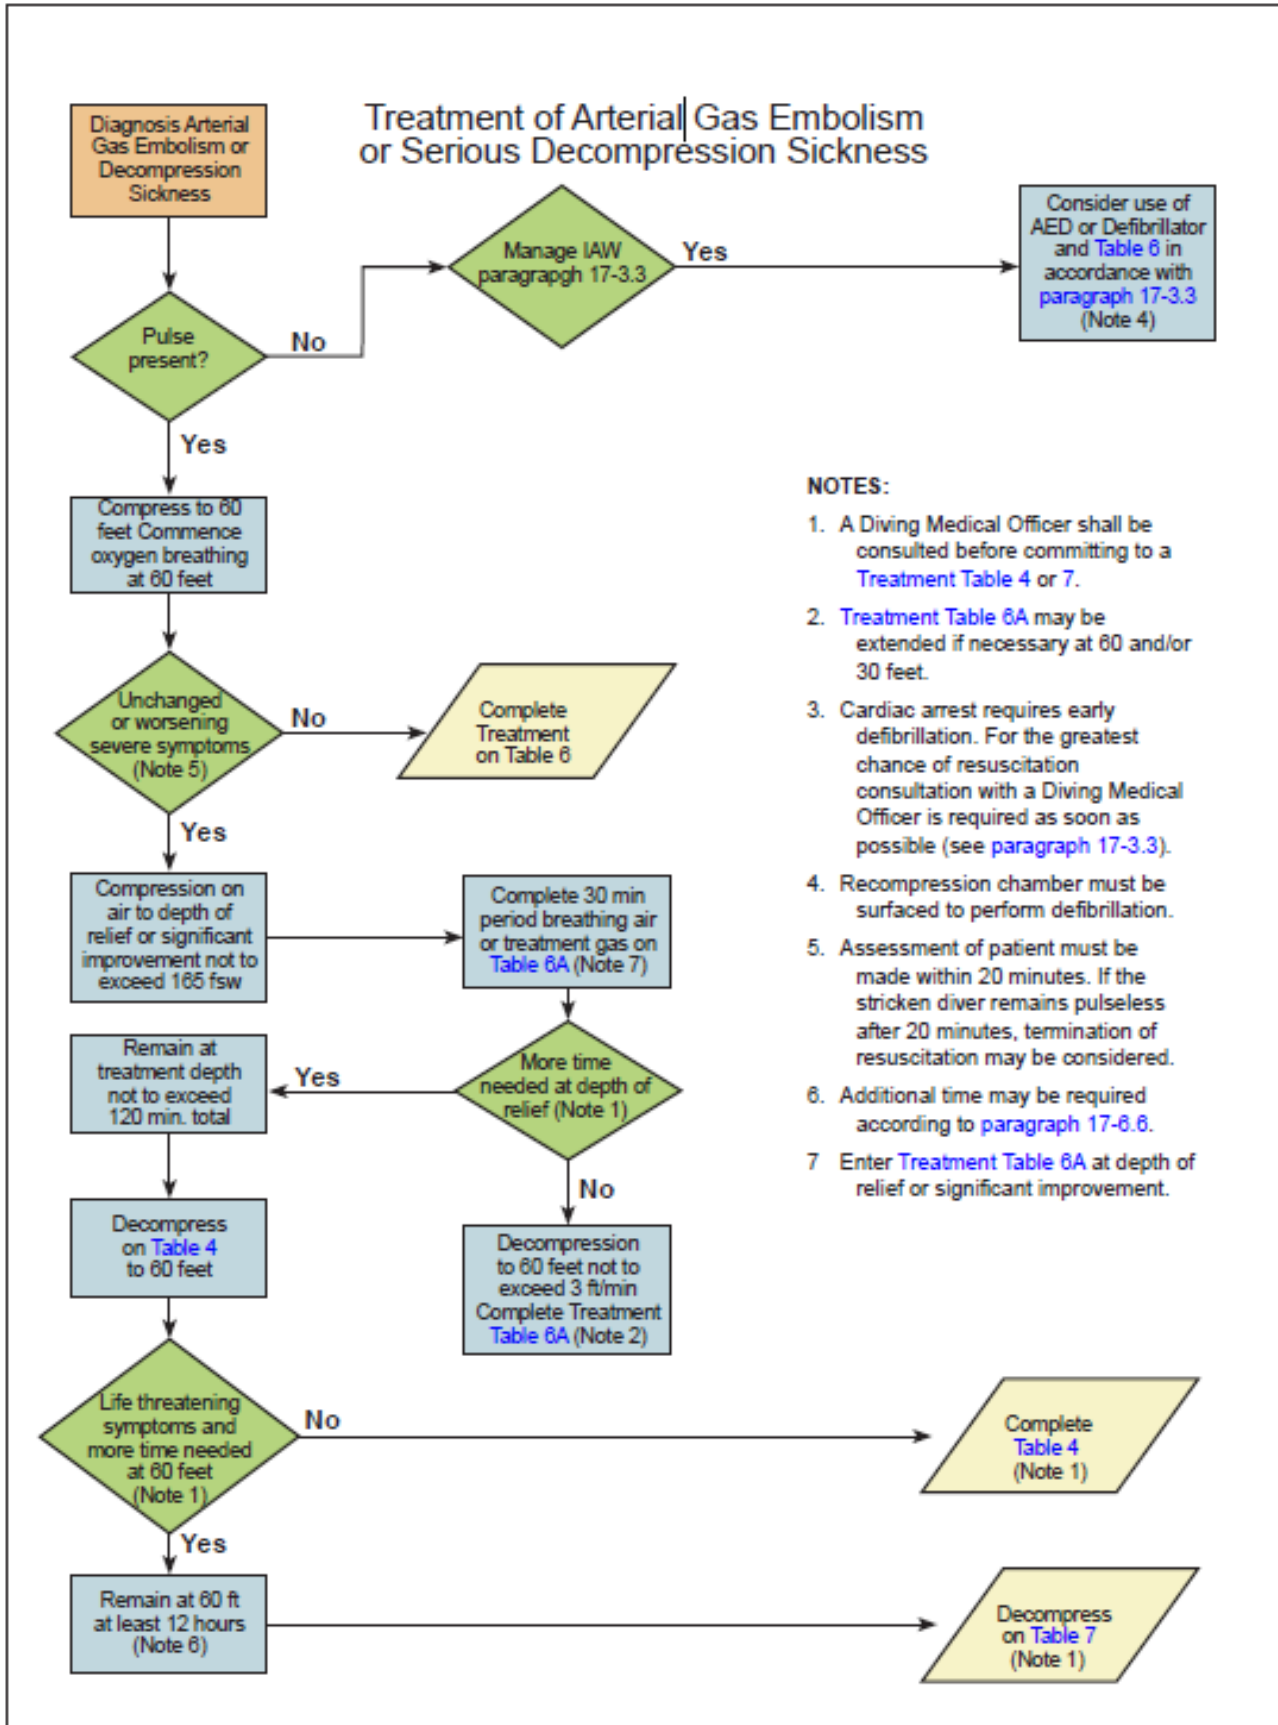 Treatment of Arterial Gas Embolism
or Serious Decompression Sickness
Diagnosis Arterial
Gas Embolism or
Decompression
Sickness
Pulse
present?
No
Manage IAW
paragrapgh 17-3.3
Yes
Consider use of
AED or Defibrillator
and Table 6 in
accordance with
paragraph 17-3.3
(Note 4)
Yes
Compress to 60
feet Commence
oxygen breathing
at 60 feet
Unchanged
or worsening
severe symptoms
(Note 5)
No
Complete
Treatment
on Table 6
Yes
Compression on
air to depth of
relief or significant
improvement not to
exceed 165 fsw
Complete 30 min
period breathing air
or treatment gas on
Table 6A (Note 7)
More time
needed at depth of
relief (Note 1)
Yes
Remain at
treatment depth
not to exceed
120 min. total
No
Decompression
to 60 feet not to
exceed 3 ft/min
Complete Treatment
Table 6A (Note 2)
Decompress
on Table 4
to 60 feet
Life threatening
symptoms and
more time needed
at 60 feet
(Note 1)
No
Complete
Table 4
(Note 1)
Yes
Remain at 60 ft
at least 12 hours
(Note 6)
Decompress
on Table 7
(Note 1)
NOTES:
1. A Diving Medical Officer shall be
consulted before committing to a
Treatment Table 4 or 7.
2. Treatment Table 6A may be
extended if necessary at 60 and/or
30 feet.
3. Cardiac arrest requires early
defibrillation. For the greatest
chance of resuscitation
consultation with a Diving Medical
Officer is required as soon as
possible (see paragraph 17-3.3).
4. Recompression chamber must be
surfaced to perform defibrillation.
5. Assessment of patient must be
made within 20 minutes. If the
stricken diver remains pulseless
after 20 minutes, termination of
resuscitation may be considered.
6. Additional time may be required
according to paragraph 17-6.6.
7 Enter Treatment Table 6A at depth of
relief or significant improvement.